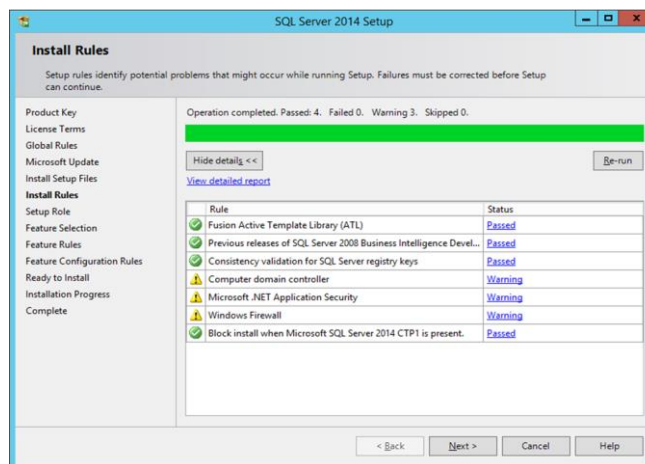 SQL Server 2014 Setup
Install Rules
Setup rules identify potential problems that might occur while running Setup. Failures must be corrected before Setup
can continue.
Product Key
License Terms
Global Rules
Microsoft Update
Install Setup Files
Install Rules
Setup Role
Feature Selection
Feature Rules
Feature Configuration Rules
Ready to Install
Installation Progress
Complete
Operation completed. Passed: 4. Failed 0. Warning 3. Skipped 0.
Hide details <<
Re-run
View detailed report
Rule Status
Fusion Active Template Library (ATL) Passed
Previous releases of SQL Server 2008 Business Intelligence Devel... Passed
Consistency validation for SQL Server registry keys Passed
Computer domain controller Warning
Microsoft .NET Application Security Warning
Windows Firewall Warning
Block install when Microsoft SQL Server 2014 CTP1 is present. Passed
< Back Next > Cancel Help